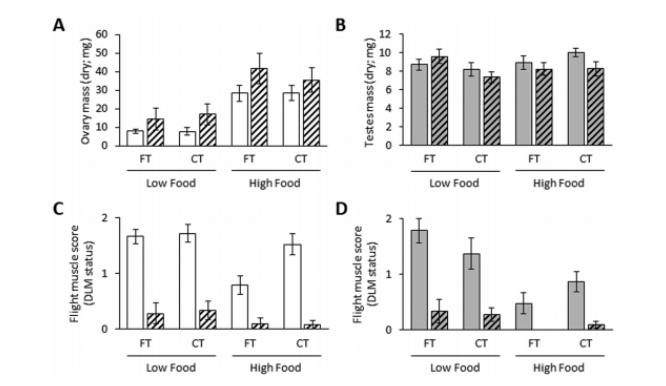 A
Ovary mass (dry; mg)
60
50
40
30
20
10
0
FT CT FT CT
Low Food High Food
B
Testes mass (dry; mg)
12
10
8
6
4
2
0
FT CT FT CT
Low Food High Food
C
Flight muscle score
(DLM status)
2
1
0
FT CT FT CT
Low Food High Food
D
Flight muscle score
(DLM status)
2
1
0
FT CT FT CT
Low Food High Food